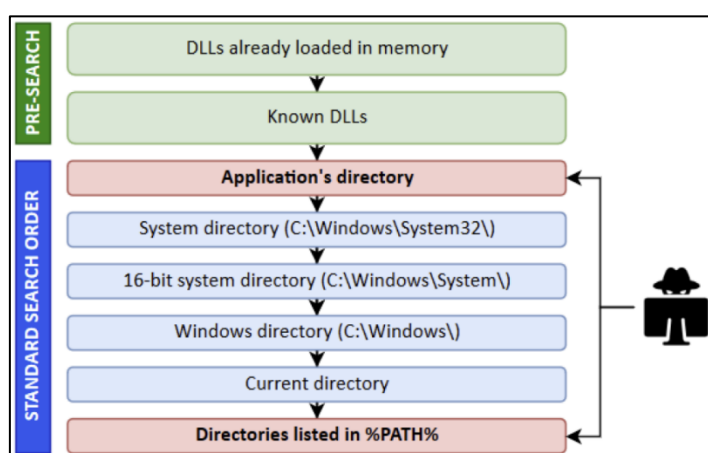 PRE-SEARCH
DLLs already loaded in memory
Known DLLs
STANDARD SEARCH ORDER
Application's directory
System directory (C:\Windows\System32\)
16-bit system directory (C:\Windows\System\)
Windows directory (C:\Windows\)
Current directory
Directories listed in %PATH%